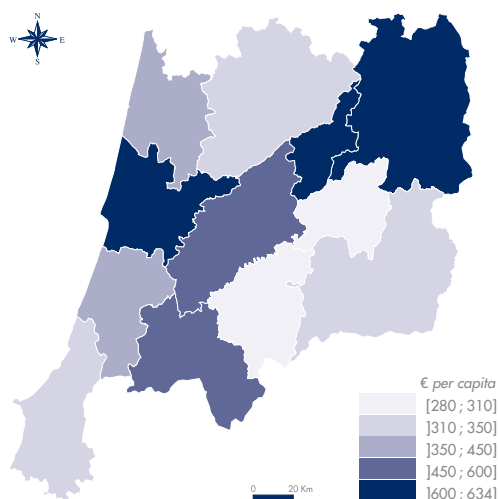 N
W E
S
€ per capita
[280 ; 310]
]310 ; 350]
]350 ; 450]
]450 ; 600]
]600 ; 634]
0 20 Km